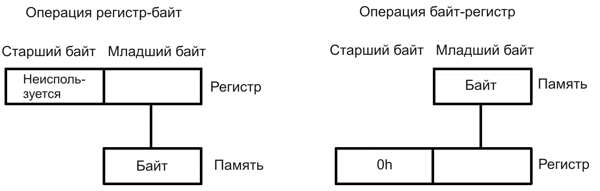 Операция регистр-байт
Старший байт
Младший байт
Неисполь-
зуется
Регистр
Байт
Память
Операция байт-регистр
Старший байт
Младший байт
Байт
Память
0h
Регистр